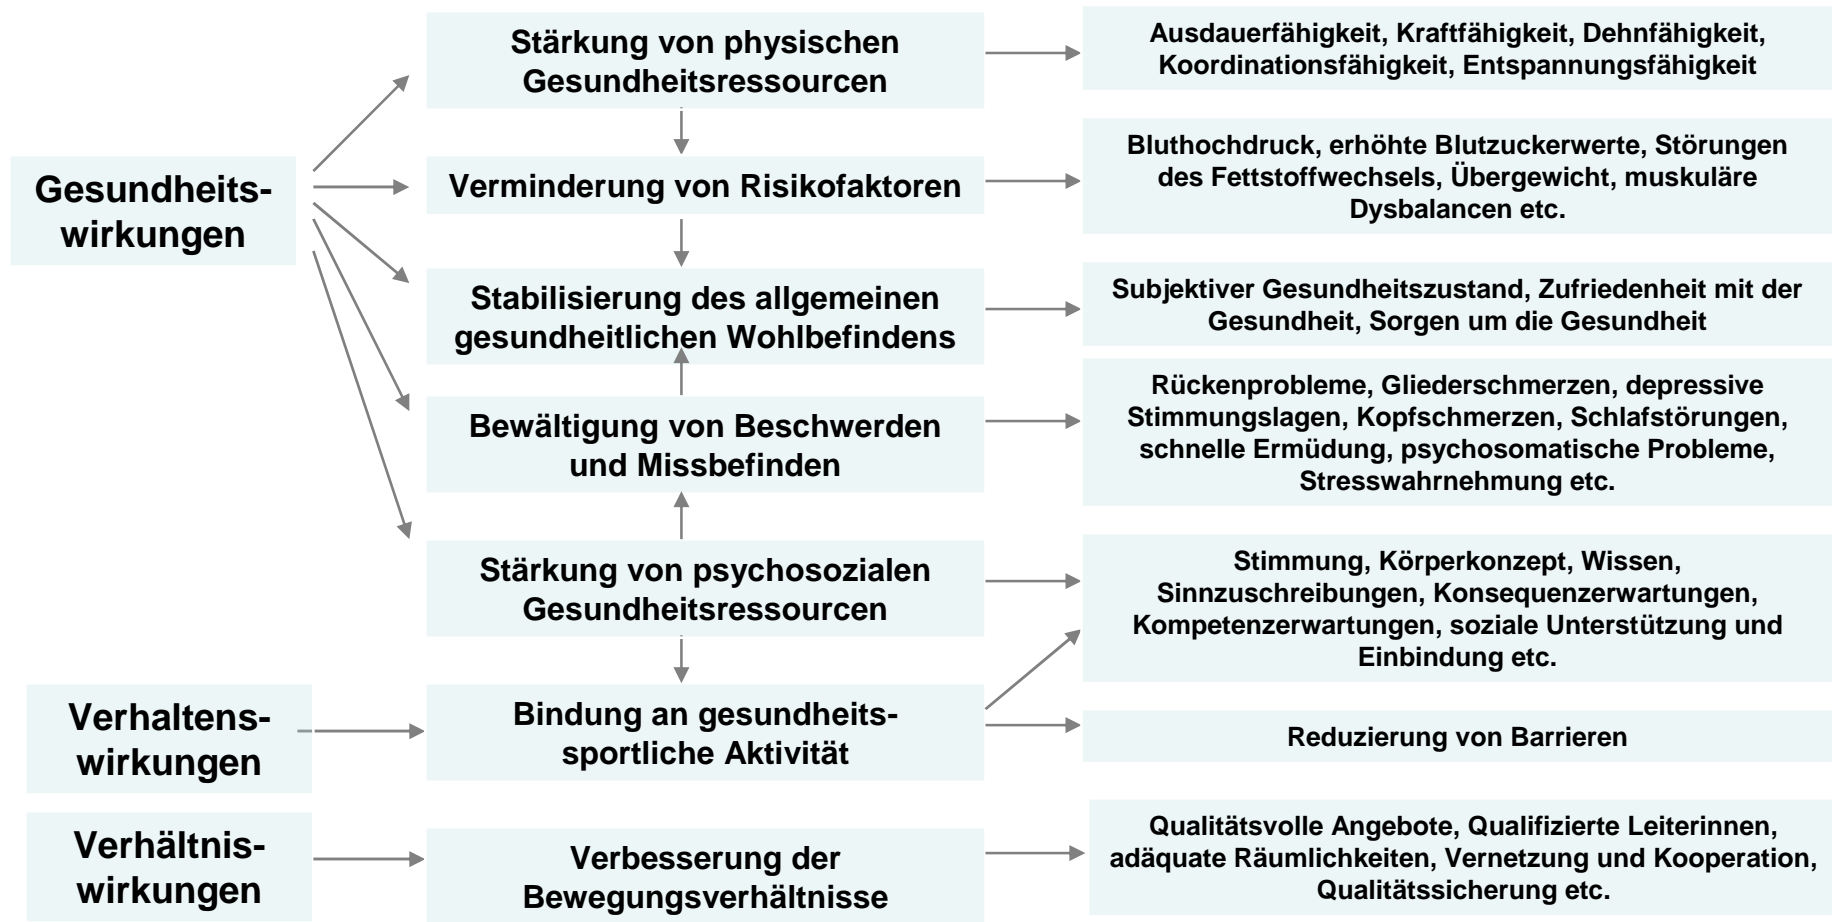 Stärkung von physischen
Gesundheitsressourcen
Ausdauerfähigkeit, Kraftfähigkeit, Dehnfähigkeit,
Koordinationsfähigkeit, Entspannungsfähigkeit
Gesundheits-
wirkungen
Verminderung von Risikofaktoren
Bluthochdruck, erhöhte Blutzuckerwerte, Störungen
des Fettstoffwechsels, Übergewicht, muskuläre
Dysbalancen etc.
Stabilisierung des allgemeinen
gesundheitlichen Wohlbefindens
Subjektiver Gesundheitszustand, Zufriedenheit mit der
Gesundheit, Sorgen um die Gesundheit
Bewältigung von Beschwerden
und Missbefinden
Rückenprobleme, Gliederschmerzen, depressive
Stimmungslagen, Kopfschmerzen, Schlafstörungen,
schnelle Ermüdung, psychosomatische Probleme,
Stresswahrnehmung etc.
Stärkung von psychosozialen
Gesundheitsressourcen
Stimmung, Körperkonzept, Wissen,
Sinnzuschreibungen, Konsequenzerwartungen,
Kompetenzerwartungen, soziale Unterstützung und
Einbindung etc.
Verhaltens-
wirkungen
Bindung an gesundheits-
sportliche Aktivität
Reduzierung von Barrieren
Verhältnis-
wirkungen
Verbesserung der
Bewegungsverhältnisse
Qualitätsvolle Angebote, Qualifizierte Leiterinnen,
adäquate Räumlichkeiten, Vernetzung und Kooperation,
Qualitätssicherung etc.